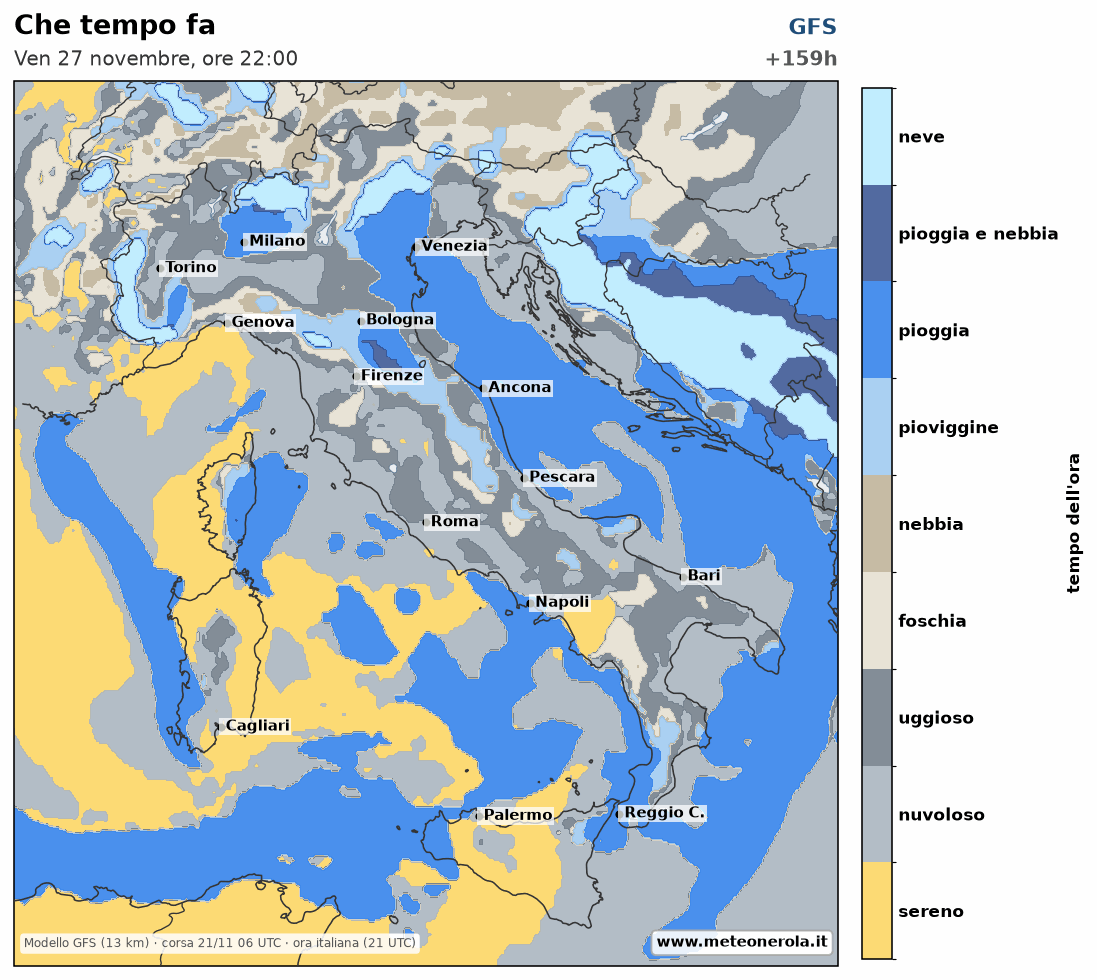 Che tempo fa
GFS
Ven 27 novembre, ore 22:00
+159h
neve
pioggia e nebbia
pioggia
pioviggine
nebbia
foschia
uggioso
nuvoloso
sereno
tempo dell'ora
Milano
Venezia
Torino
Genova
Bologna
Firenze
Ancona
Pescara
Roma
Bari
Napoli
Cagliari
Palermo
Reggio C.
Modello GFS (13 km) · corsa 21/11 06 UTC · ora italiana (21 UTC)
www.meteonerola.it